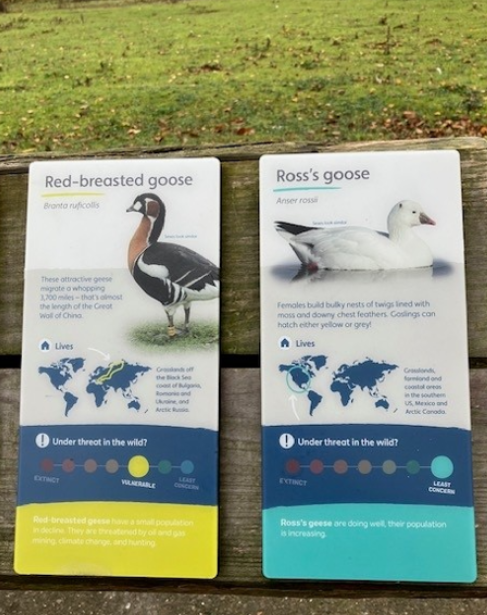 Red-breasted goose
Branta ruficollis
These attractive geese
migrate a whopping
3,700 miles – that's almost
the length of the Great
Wall of China.
Lives
Grasslands off
the Black Sea
coast of Bulgaria,
Romania and
Ukraine, and
Arctic Russia.
Under threat in the wild?
EXTINCT
VULNERABLE
LEAST
CONCERN
Red-breasted goose have a small population
in decline. They are threatened by oil and gas
mining, climate change, and hunting.
Ross's goose
Anser rossii
Females build bulky nests of twigs lined with
moss and downy chest feathers. Goslings can
hatch either yellow or grey!
Lives
Grasslands,
farmland and
coastal areas
in the southern
US, Mexico and
Arctic Canada.
Under threat in the wild?
EXTINCT
LEAST
CONCERN
Ross's geese are doing well, their population
is increasing.